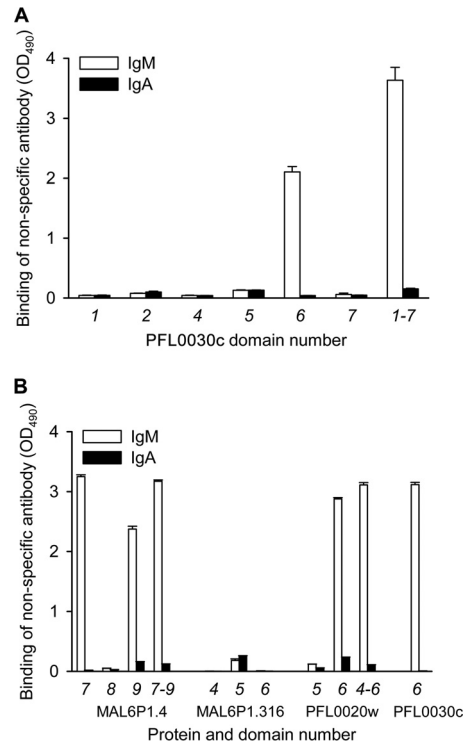 A
Binding of non-specific antibody (OD490)
4
3
2
1
0
IgM
IgA
1 2 4 5 6 7 1-7
PFL0030c domain number
B
Binding of non-specific antibody (OD490)
4
3
2
1
0
IgM
IgA
7 8 9 7-9 4 5 6 5 6 4-6 6
MAL6P1.4 MAL6P1.316 PFL0020w PFL0030c
Protein and domain number